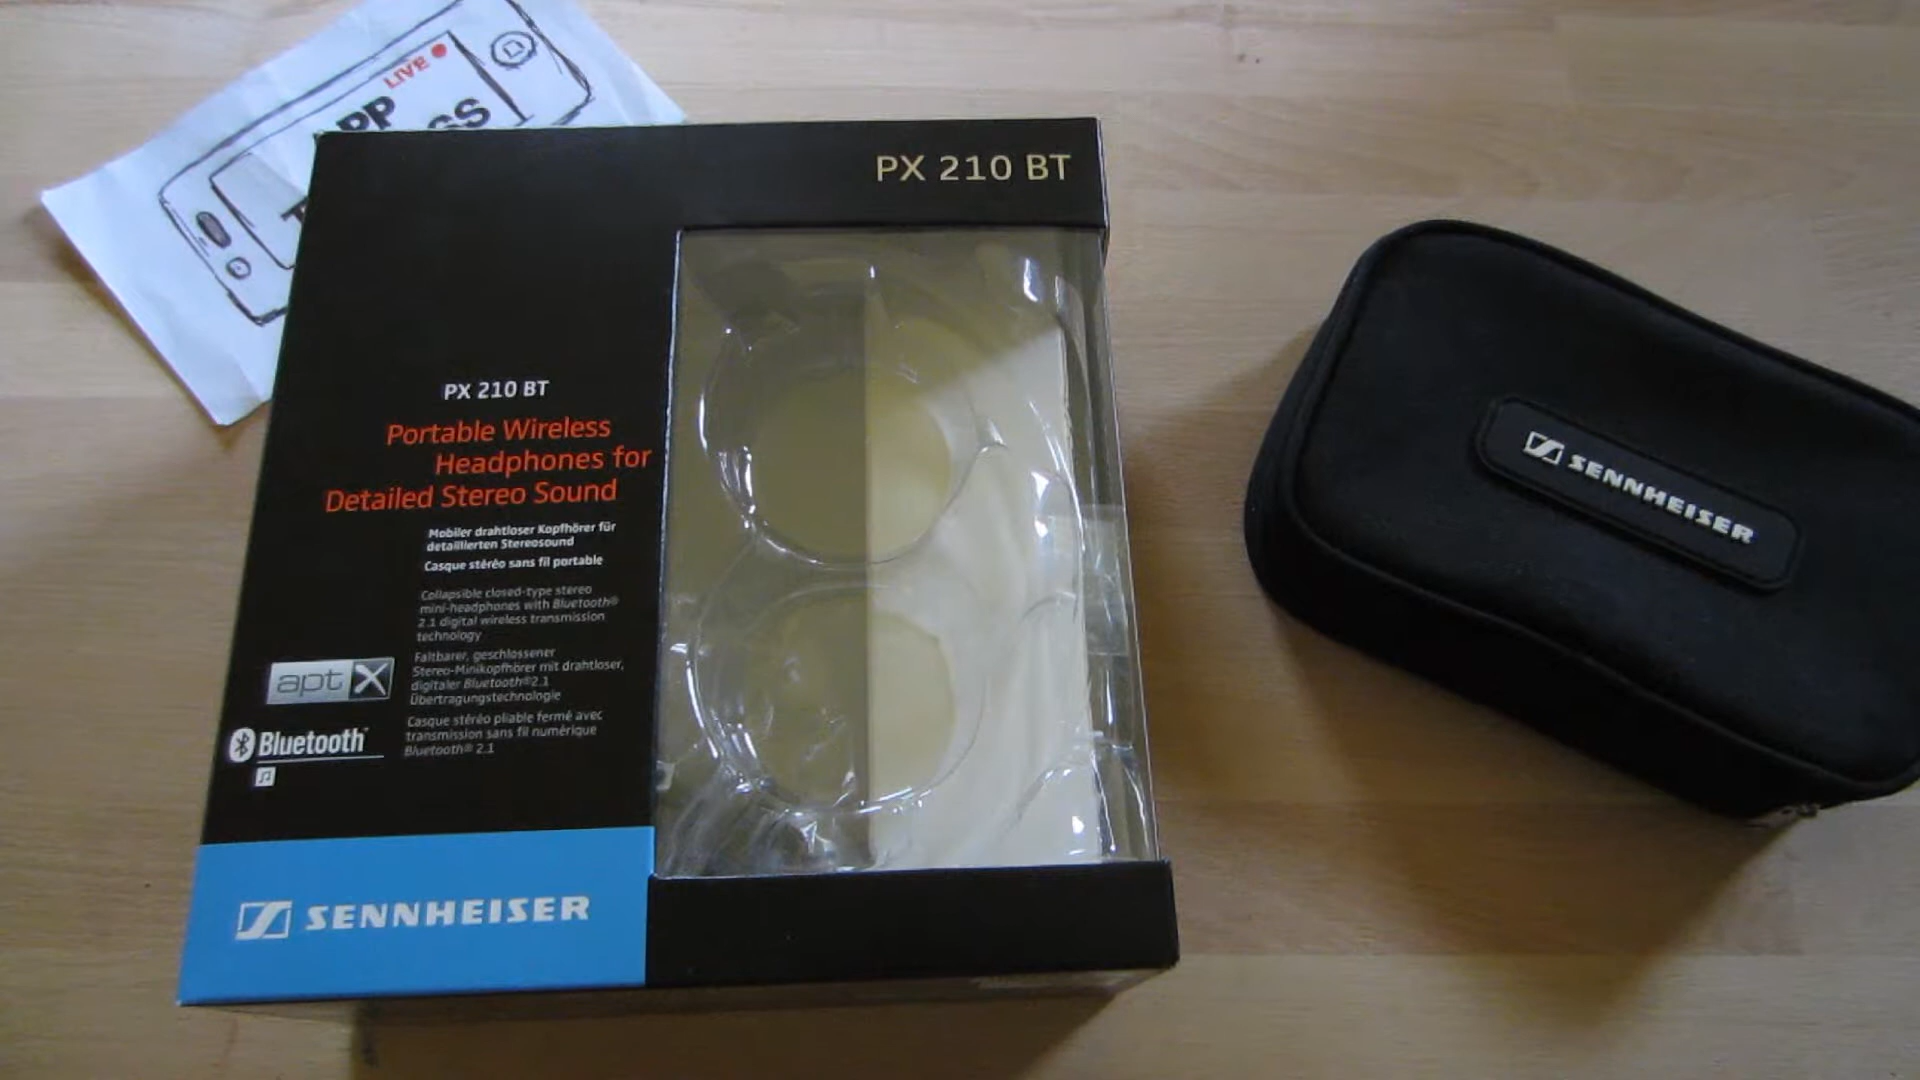 LIVE
PX 210 BT
PX 210 BT
Portable Wireless
Headphones for
Detailed Stereo Sound
Mobiler drahtloser Kopfhörer für
detaillierten Stereosound
Casque stéréo sans fil portable
Collapsible closed-type stereo
mini-headphones with Bluetooth®
2.1 digital wireless transmission
technology
Faltbarer, geschlossener
Stereo-Minikopfhörer mit drahtloser,
digitaler Bluetooth®2.1
Übertragungstechnologie
Casque stéréo pliable fermé avec
transmission sans fil numérique
Bluetooth® 2.1
aptX
Bluetooth™
SENNHEISER
SENNHEISER